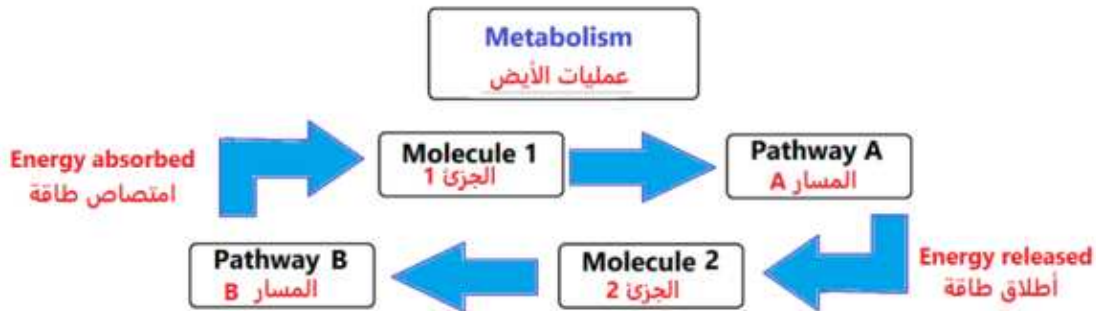 Metabolism
عمليات الأيض
Energy absorbed
امتصاص طاقة
Molecule 1
الجزئ 1
Pathway A
المسار A
Pathway B
المسار B
Molecule 2
الجزئ 2
Energy released
أطلاق طاقة